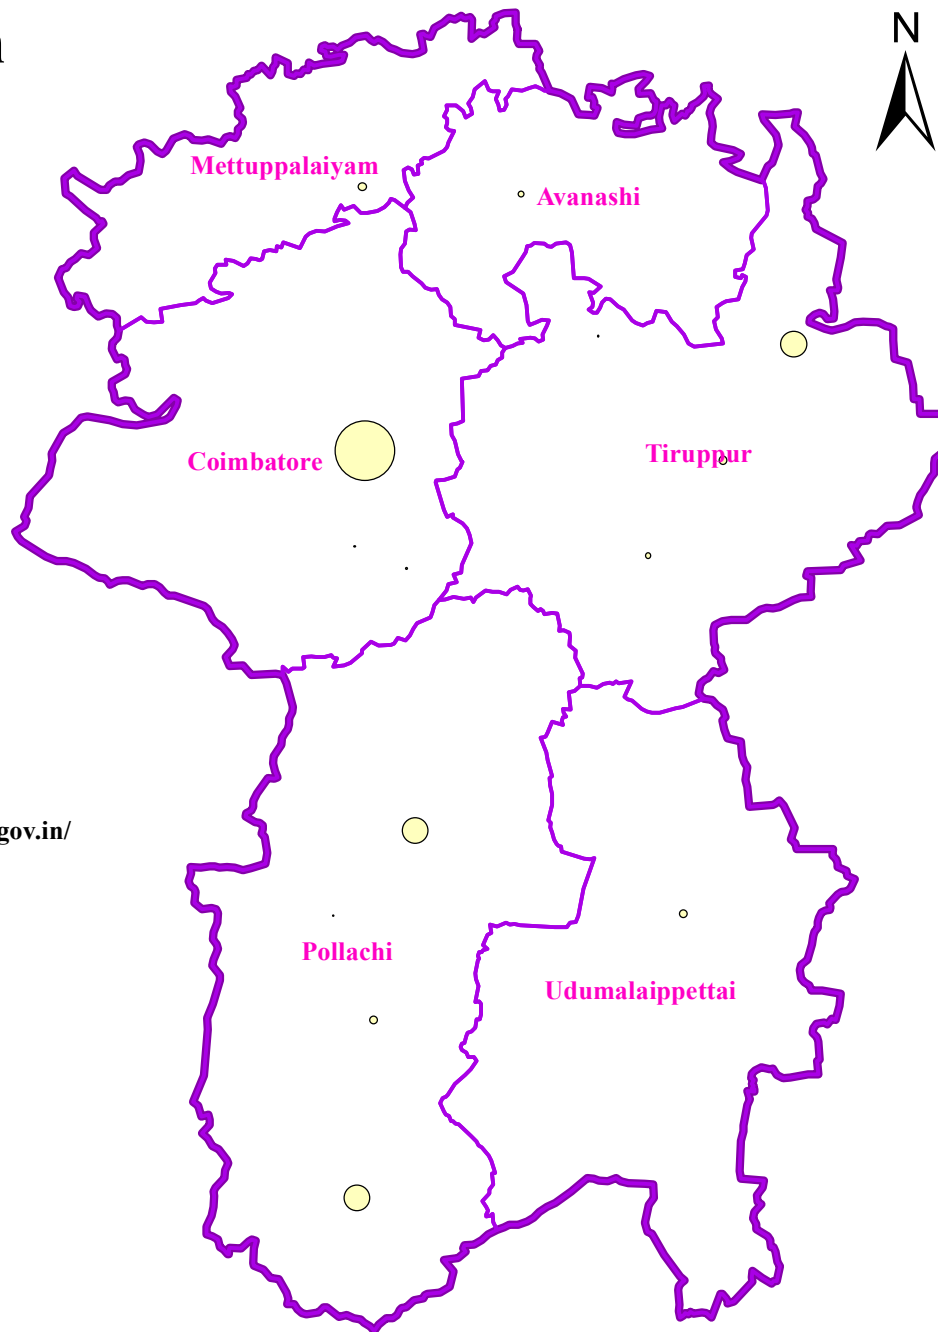 N
Mettuppalaiyam
Avanashi
Coimbatore
Tiruppur
gov.in/
Pollachi
Udumalaippettai